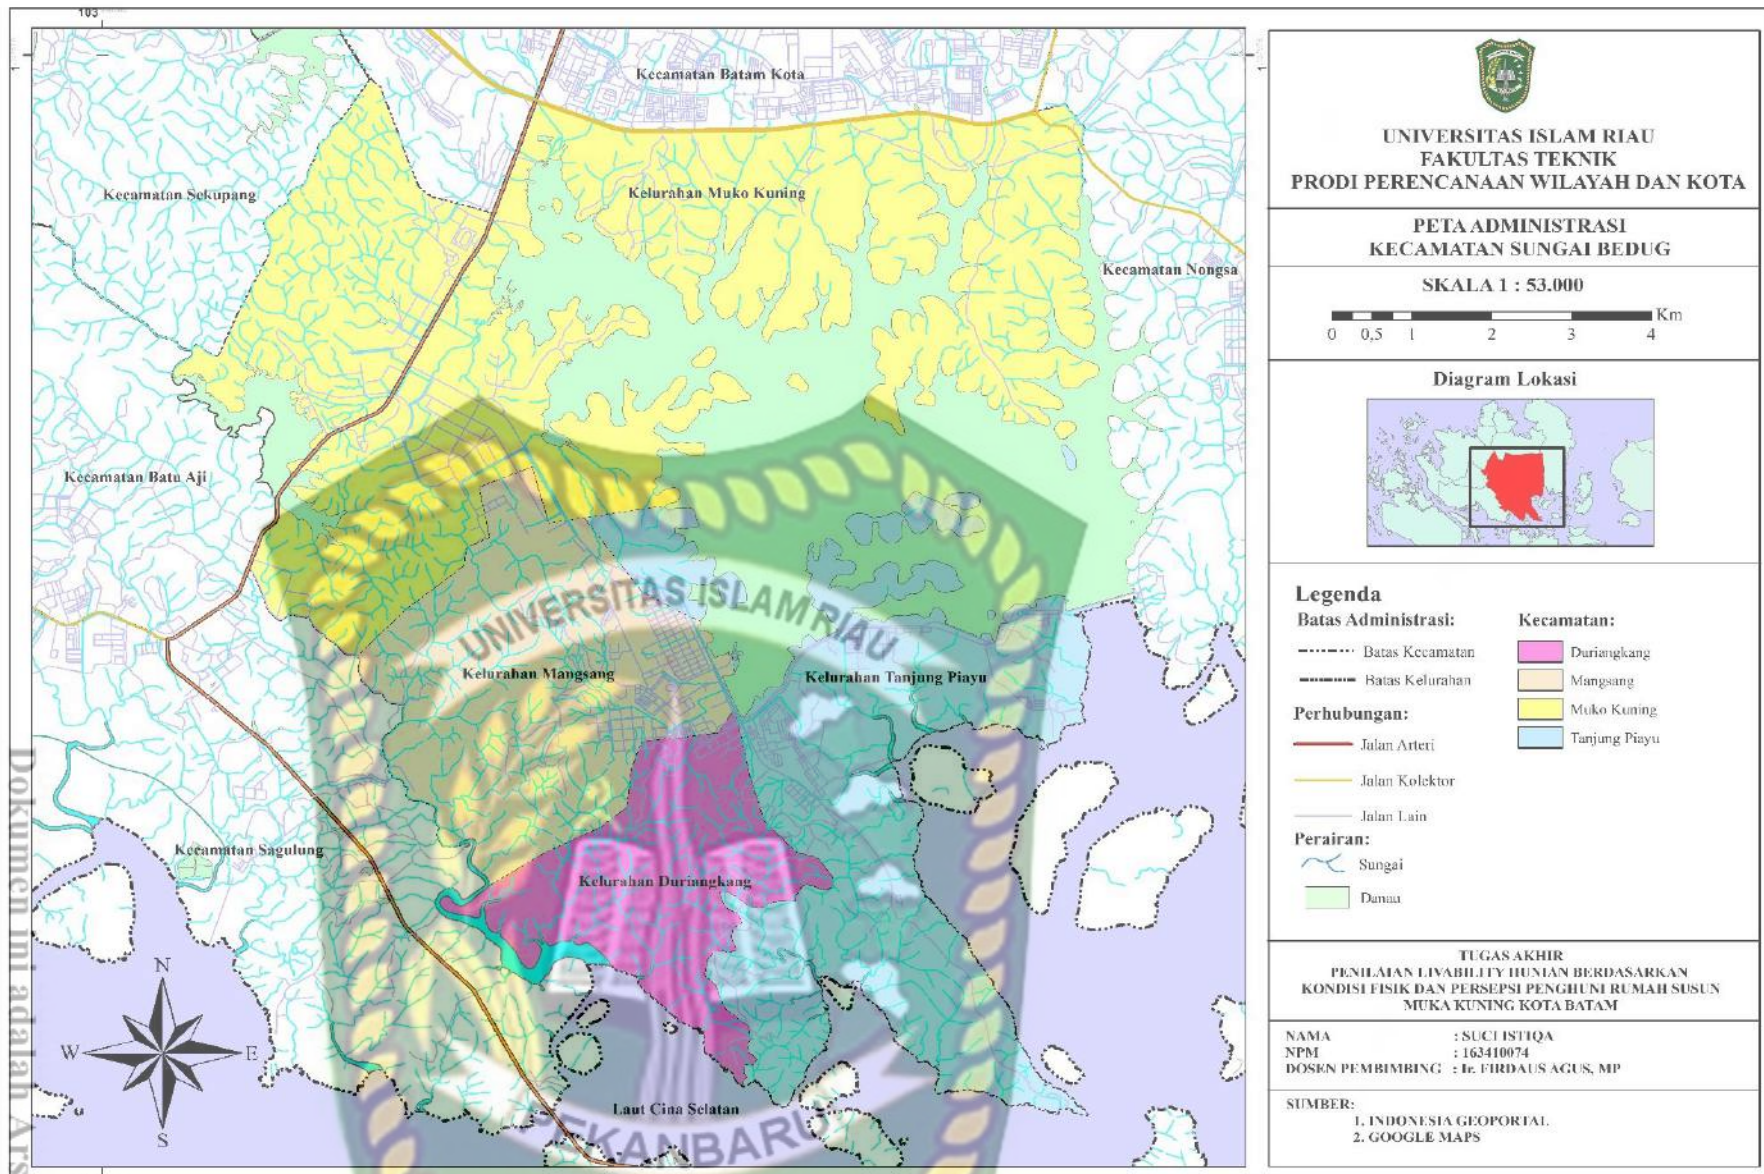 103
1
1
Kecamatan Batam Kota
Kecamatan Sekupang
Kelurahan Muko Kuning
Kecamatan Nongsa
Kecamatan Batu Aji
UNIVERSITAS ISLAM RIAU
Kelurahan Mangsang
Kelurahan Tanjung Piayu
Kecamatan Sagulung
Kelurahan Duriangkang
Laut Cina Selatan
PEKANBARU
N
W
E
S
Dokumen ini adalah Ars
UNIVERSITAS ISLAM RIAU
FAKULTAS TEKNIK
PRODI PERENCANAAN WILAYAH DAN KOTA
PETA ADMINISTRASI
KECAMATAN SUNGAI BEDUG
SKALA 1 : 53.000
Km
0 0,5 1 2 3 4
Diagram Lokasi
Legenda
Batas Administrasi:
Batas Kecamatan
Batas Kelurahan
Perhubungan:
Jalan Arteri
Jalan Kolektor
Jalan Lain
Perairan:
Sungai
Danau
Kecamatan:
Duriangkang
Mangsang
Muko Kuning
Tanjung Piayu
TUGAS AKHIR
PENILAIAN LIVABILITY HUNIAN BERDASARKAN
KONDISI FISIK DAN PERSEPSI PENGHUNI RUMAH SUSUN
MUKA KUNING KOTA BATAM
NAMA : SUCI ISTIQA
NPM : 163410074
DOSEN PEMBIMBING : Ir. FIRDAUS AGUS, MP
SUMBER:
1. INDONESIA GEOPORTAL
2. GOOGLE MAPS